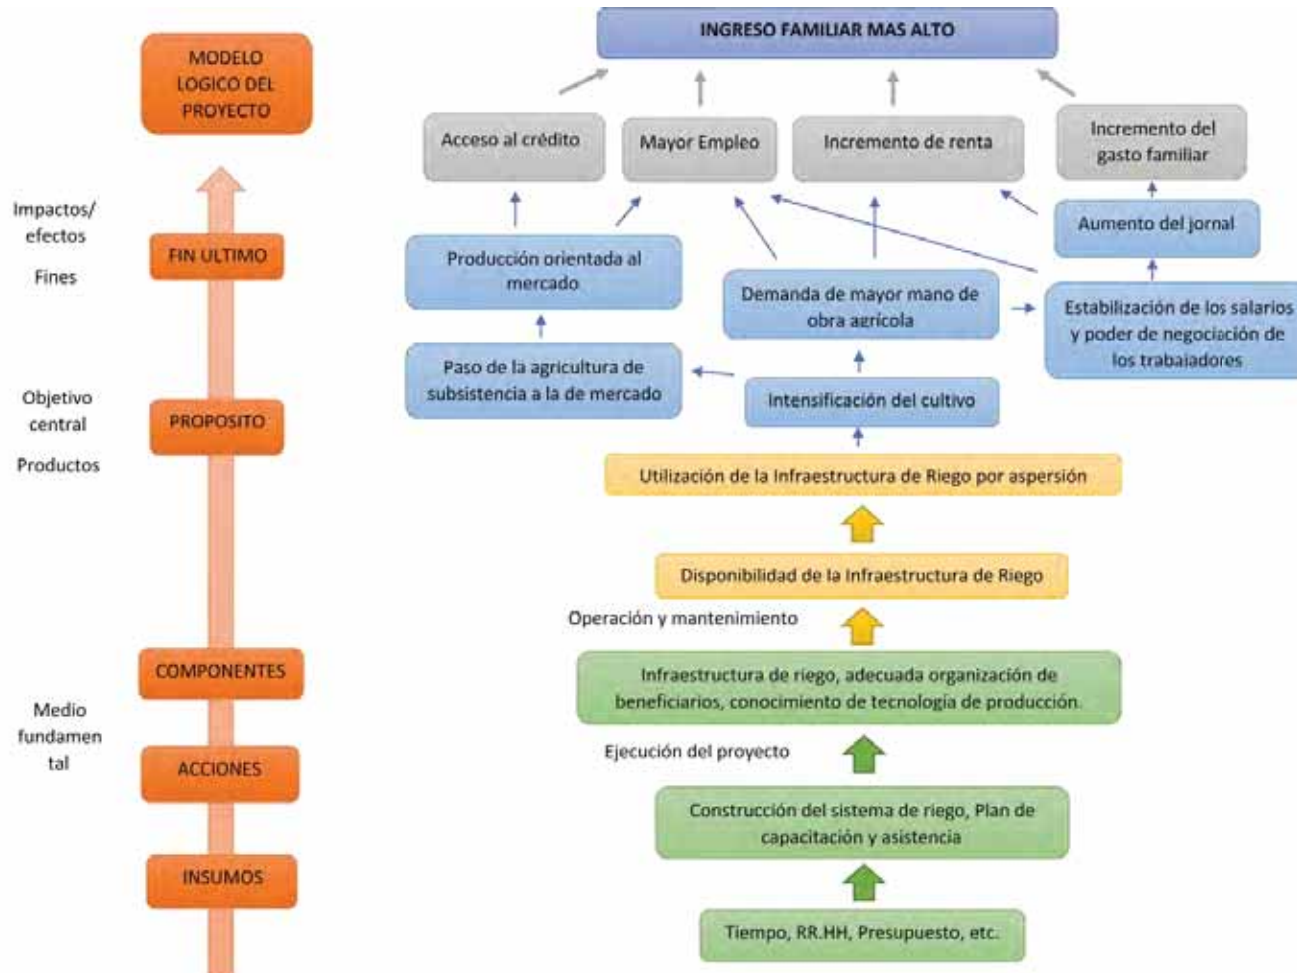 MODELO
LOGICO DEL
PROYECTO
Impactos/
efectos
Fines
FIN ULTIMO
Objetivo
central
Productos
PROPOSITO
COMPONENTES
Medio
fundamen
tal
ACCIONES
INSUMOS
INGRESO FAMILIAR MAS ALTO
Acceso al crédito
Mayor Empleo
Incremento de renta
Incremento del
gasto familiar
Aumento del jornal
Producción orientada al
mercado
Demanda de mayor mano de
obra agrícola
Estabilización de los salarios
y poder de negociación de
los trabajadores
Paso de la agricultura de
subsistencia a la de mercado
Intensificación del cultivo
Utilización de la Infraestructura de Riego por aspersión
Disponibilidad de la Infraestructura de Riego
Operación y mantenimiento
Infraestructura de riego, adecuada organización de
beneficiarios, conocimiento de tecnología de producción.
Ejecución del proyecto
Construcción del sistema de riego, Plan de
capacitación y asistencia
Tiempo, RR.HH, Presupuesto, etc.